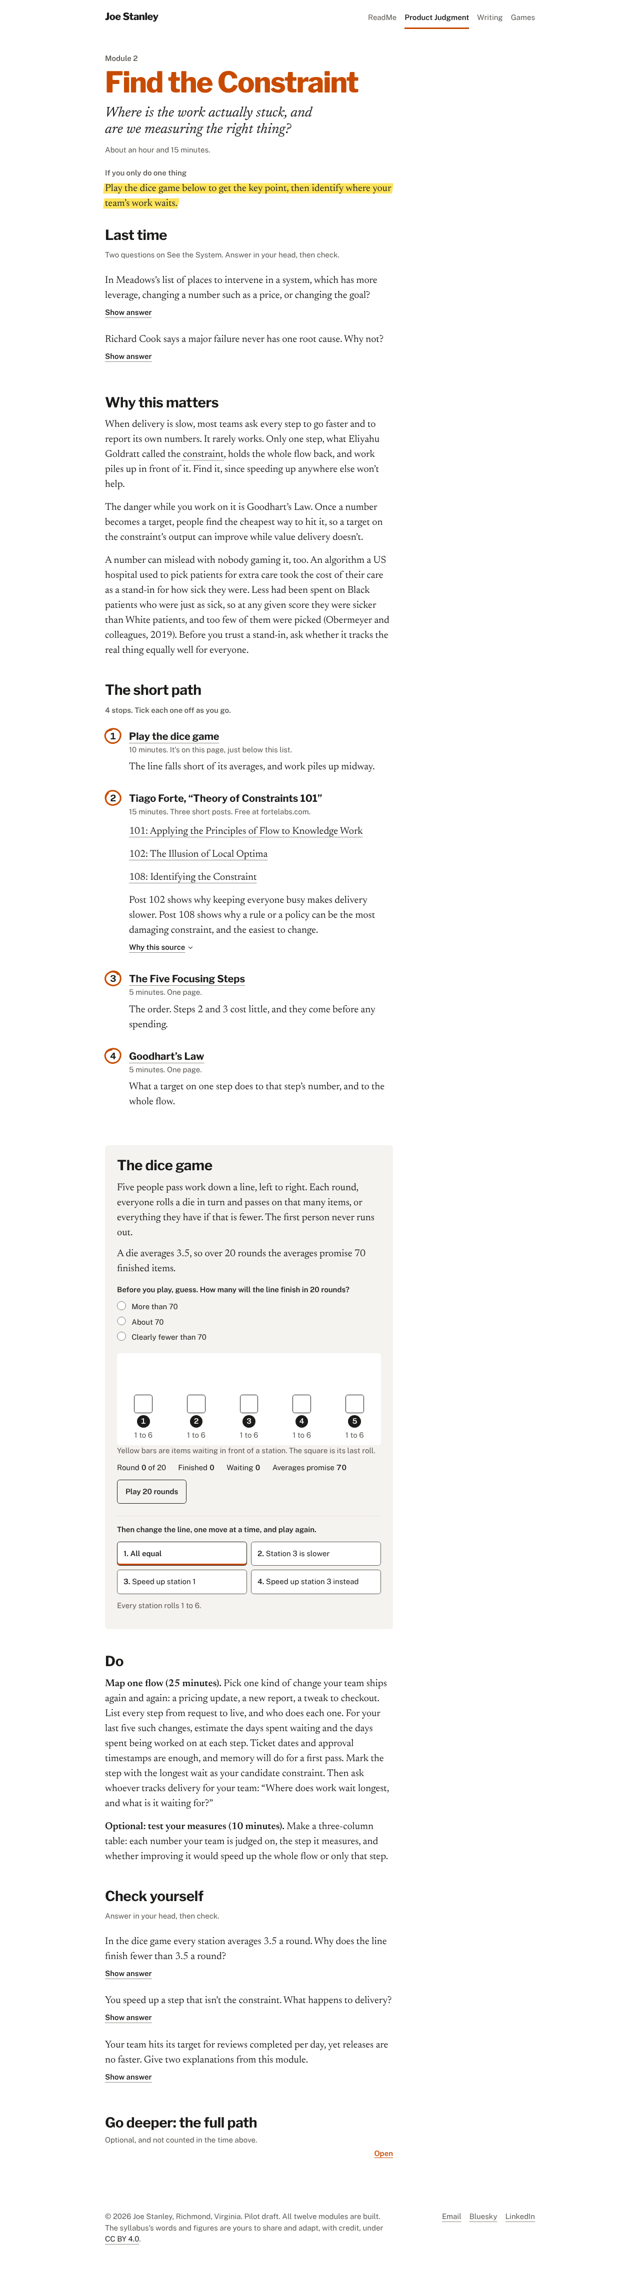 Joe Stanley
ReadMe Product Judgment Writing Games
Module 2
Find the Constraint
Where is the work actually stuck, and
are we measuring the right thing?
About an hour and 15 minutes.
If you only do one thing
Play the dice game below to get the key point, then identify where your
team's work waits.
Last time
Two questions on See the System. Answer in your head, then check.
In Meadows's list of places to intervene in a system, which has more
leverage, changing a number such as a price, or changing the goal?
Show answer
Richard Cook says a major failure never has one root cause. Why not?
Show answer
Why this matters
When delivery is slow, most teams ask every step to go faster and to
report its own numbers. It rarely works. Only one step, what Eliyahu
Goldratt called the constraint, holds the whole flow back, and work
piles up in front of it. Find it, since speeding up anywhere else won't
help.
The danger while you work on it is Goodhart's Law. Once a number
becomes a target, people find the cheapest way to hit it, so a target on
the constraint's output can improve while value delivery doesn't.
A number can mislead with nobody gaming it, too. An algorithm a US
hospital used to pick patients for extra care took the cost of their care
as a stand-in for how sick they were. Less had been spent on Black
patients who were just as sick, so at any given score they were sicker
than White patients, and too few of them were picked (Obermeyer and
colleagues, 2019). Before you trust a stand-in, ask whether it tracks the
real thing equally well for everyone.
The short path
4 stops. Tick each one off as you go.
1 Play the dice game
10 minutes. It's on this page, just below this list.
The line falls short of its averages, and work piles up midway.
2 Tiago Forte, “Theory of Constraints 101”
15 minutes. Three short posts. Free at fortelabs.com.
101: Applying the Principles of Flow to Knowledge Work
102: The Illusion of Local Optima
108: Identifying the Constraint
Post 102 shows why keeping everyone busy makes delivery
slower. Post 108 shows why a rule or a policy can be the most
damaging constraint, and the easiest to change.
Why this source
3 The Five Focusing Steps
5 minutes. One page.
The order. Steps 2 and 3 cost little, and they come before any
spending.
4 Goodhart's Law
5 minutes. One page.
What a target on one step does to that step's number, and to the
whole flow.
The dice game
Five people pass work down a line, left to right. Each round,
everyone rolls a die in turn and passes on that many items, or
everything they have if that is fewer. The first person never runs
out.
A die averages 3.5, so over 20 rounds the averages promise 70
finished items.
Before you play, guess. How many will the line finish in 20 rounds?
More than 70
About 70
Clearly fewer than 70
1 2 3 4 5
1 to 6 1 to 6 1 to 6 1 to 6 1 to 6
Yellow bars are items waiting in front of a station. The square is its last roll.
Round 0 of 20 Finished 0 Waiting 0 Averages promise 70
Play 20 rounds
Then change the line, one move at a time, and play again.
1. All equal 2. Station 3 is slower
3. Speed up station 1 4. Speed up station 3 instead
Every station rolls 1 to 6.
Do
Map one flow (25 minutes). Pick one kind of change your team ships
again and again: a pricing update, a new report, a tweak to checkout.
List every step from request to live, and who does each one. For your
last five such changes, estimate the days spent waiting and the days
spent being worked on at each step. Ticket dates and approval
timestamps are enough, and memory will do for a first pass. Mark the
step with the longest wait as your candidate constraint. Then ask
whoever tracks delivery for your team: “Where does work wait longest,
and what is it waiting for?”
Optional: test your measures (10 minutes). Make a three-column
table: each number your team is judged on, the step it measures, and
whether improving it would speed up the whole flow or only that step.
Check yourself
Answer in your head, then check.
In the dice game every station averages 3.5 a round. Why does the line
finish fewer than 3.5 a round?
Show answer
You speed up a step that isn't the constraint. What happens to delivery?
Show answer
Your team hits its target for reviews completed per day, yet releases are
no faster. Give two explanations from this module.
Show answer
Go deeper: the full path
Optional, and not counted in the time above.
Open
© 2026 Joe Stanley, Richmond, Virginia. Pilot draft. All twelve modules are built.
The syllabus's words and figures are yours to share and adapt, with credit, under
CC BY 4.0.
Email Bluesky LinkedIn